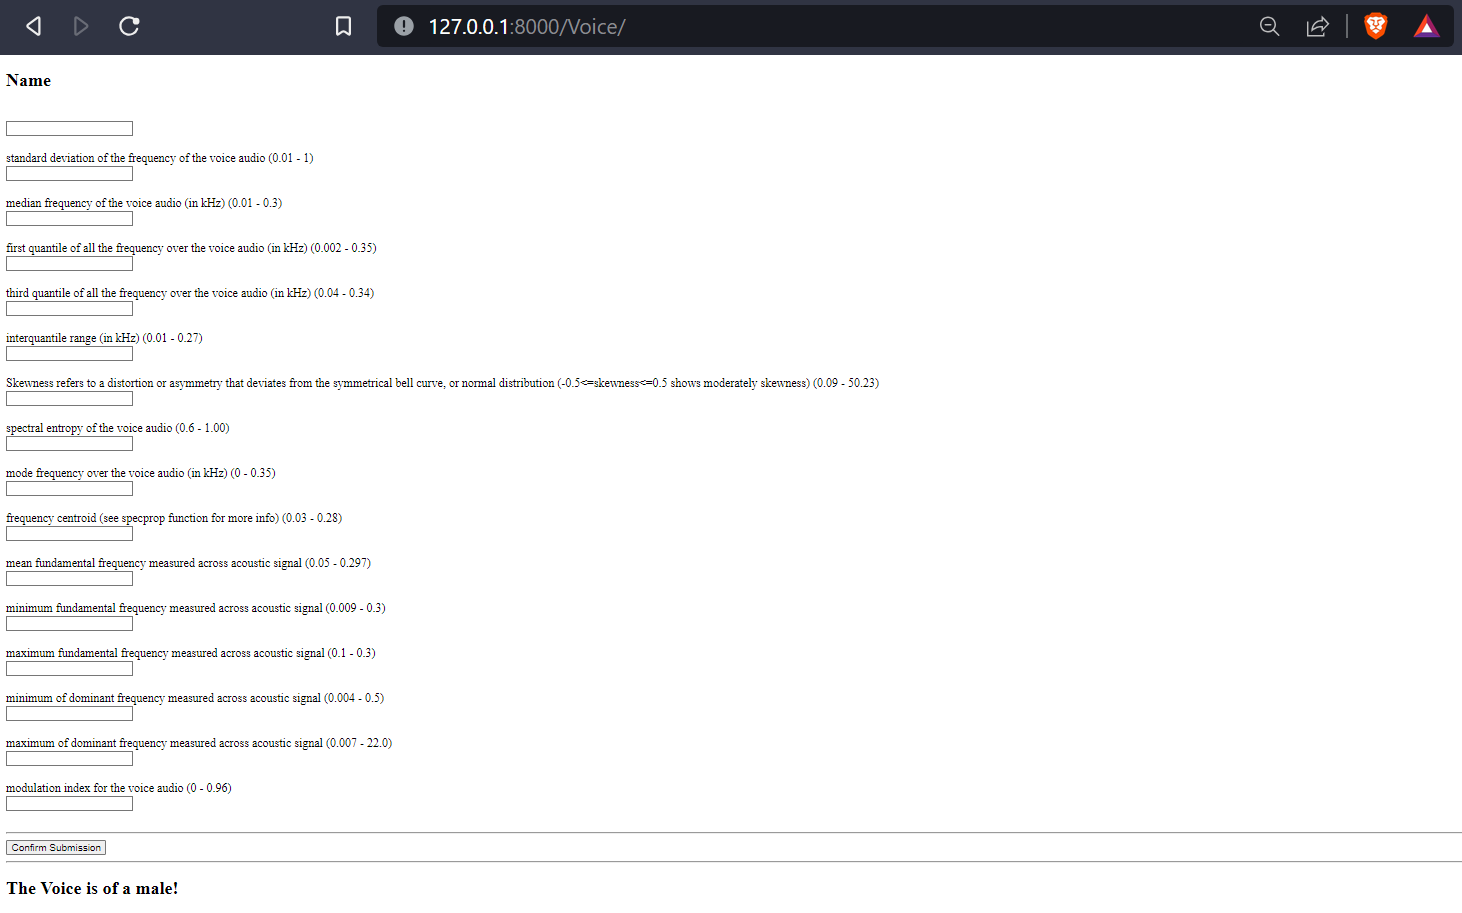 127.0.0.1:8000/Voice/
Name
standard deviation of the frequency of the voice audio (0.01 - 1)
median frequency of the voice audio (in kHz) (0.01 - 0.3)
first quantile of all the frequency over the voice audio (in kHz) (0.002 - 0.35)
third quantile of all the frequency over the voice audio (in kHz) (0.04 - 0.34)
interquantile range (in kHz) (0.01 - 0.27)
Skewness refers to a distortion or asymmetry that deviates from the symmetrical bell curve, or normal distribution (-0.5<=skewness<=0.5 shows moderately skewness) (0.09 - 50.23)
spectral entropy of the voice audio (0.6 - 1.00)
mode frequency over the voice audio (in kHz) (0 - 0.35)
frequency centroid (see specprop function for more info) (0.03 - 0.28)
mean fundamental frequency measured across acoustic signal (0.05 - 0.297)
minimum fundamental frequency measured across acoustic signal (0.009 - 0.3)
maximum fundamental frequency measured across acoustic signal (0.1 - 0.3)
minimum of dominant frequency measured across acoustic signal (0.004 - 0.5)
maximum of dominant frequency measured across acoustic signal (0.007 - 22.0)
modulation index for the voice audio (0 - 0.96)
Confirm Submission
The Voice is of a male!